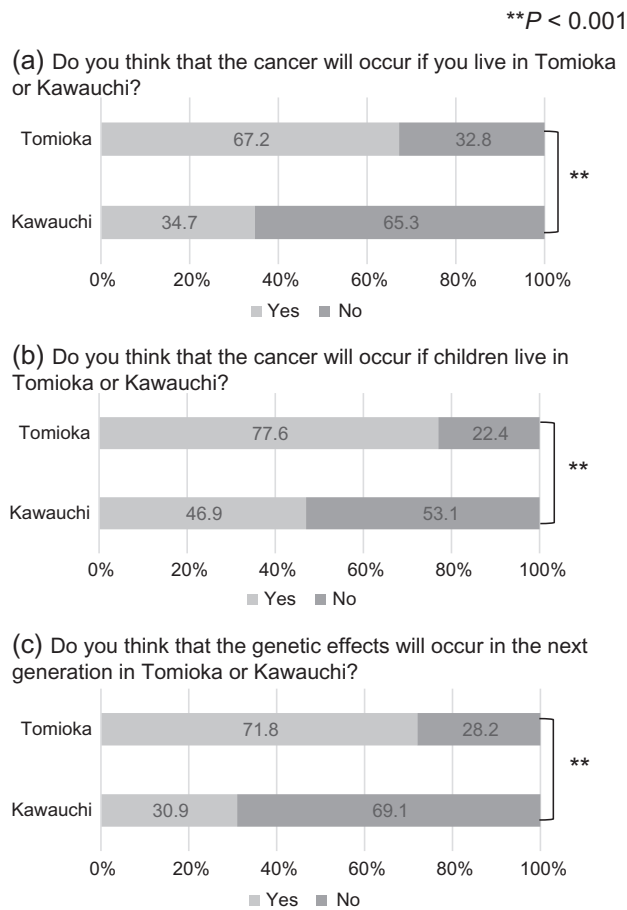 **P < 0.001
(a) Do you think that the cancer will occur if you live in Tomioka
or Kawauchi?
Tomioka 67.2 32.8
**
Kawauchi 34.7 65.3
0% 20% 40% 60% 80% 100%
Yes No
(b) Do you think that the cancer will occur if children live in
Tomioka or Kawauchi?
Tomioka 77.6 22.4
**
Kawauchi 46.9 53.1
0% 20% 40% 60% 80% 100%
Yes No
(c) Do you think that the genetic effects will occur in the next
generation in Tomioka or Kawauchi?
Tomioka 71.8 28.2
**
Kawauchi 30.9 69.1
0% 20% 40% 60% 80% 100%
Yes No